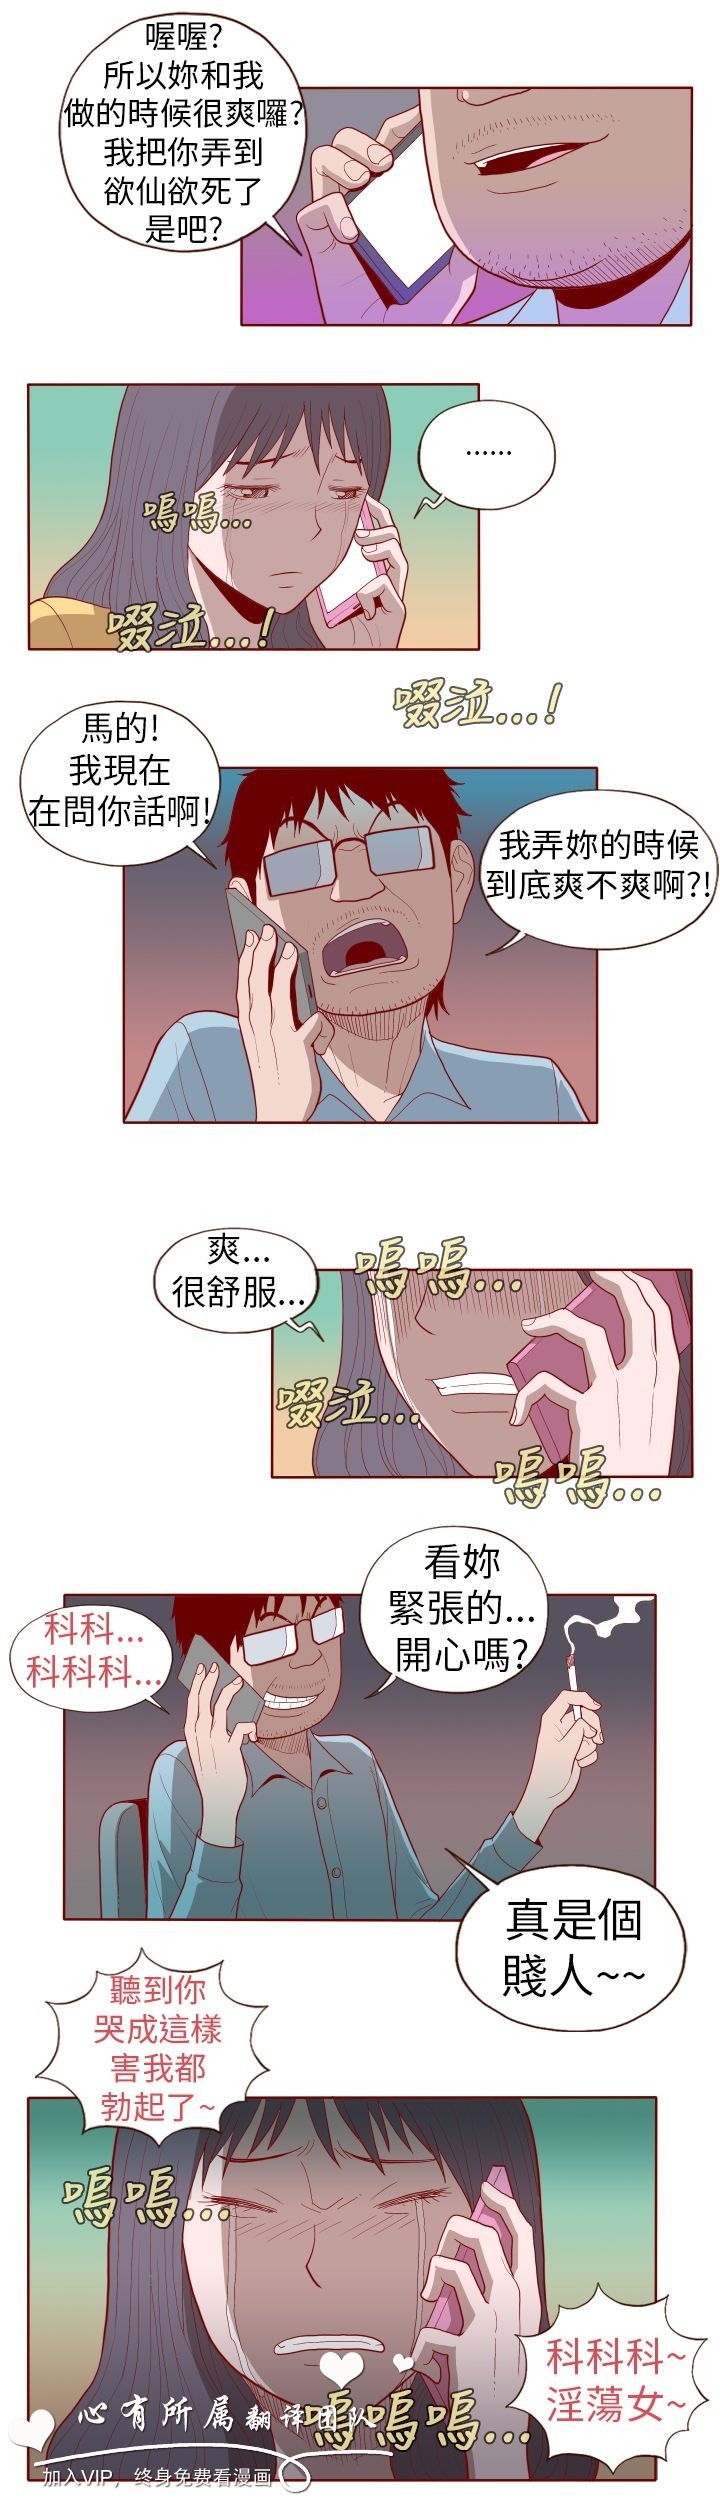 喔喔?
所以妳和我
做的時候很爽囉?
我把你弄到
欲仙欲死了
是吧?
......
嗚嗚...
啜泣...!
啜泣...!
馬的!
我現在
在問你話啊!
我弄妳的時候
到底爽不爽啊?!
爽...
很舒服...
嗚嗚...
啜泣...
嗚嗚...
看妳
緊張的...
開心嗎?
科科...
科科科...
真是個
賤人~~
聽到你
哭成這樣
害我都
勃起了~
嗚嗚...
科科科~
淫蕩女~
嗚嗚嗚...
心有所属翻译团队
加入VIP，终身免费看漫画